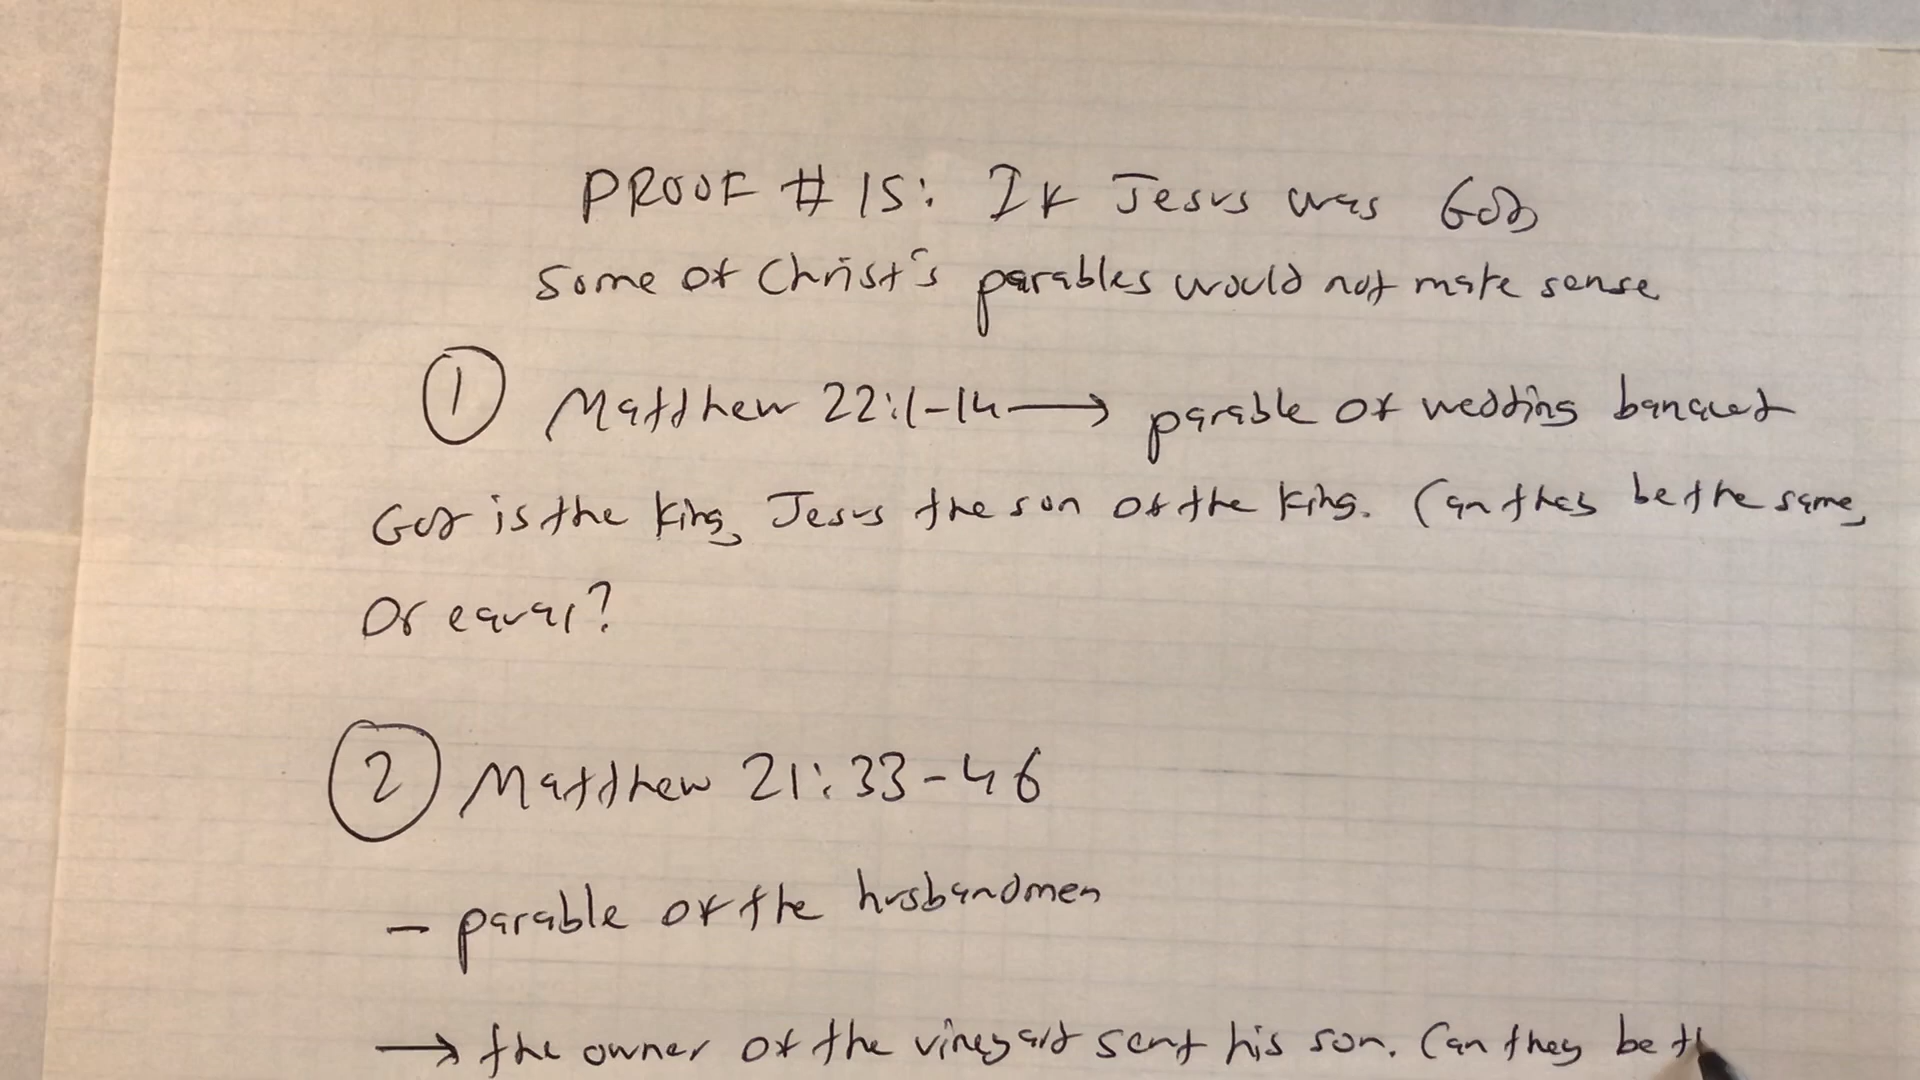 PROOF #15: If Jesus was God
some of Christ's parables would not make sense
1 Matthew 22:1-14 → parable of wedding banquet
God is the king, Jesus the son of the king. Can they be the same,
Or equal?
2 Matthew 21:33-46
- parable of the husbandmen
→ the owner of the vineyard sent his son. Can they be th